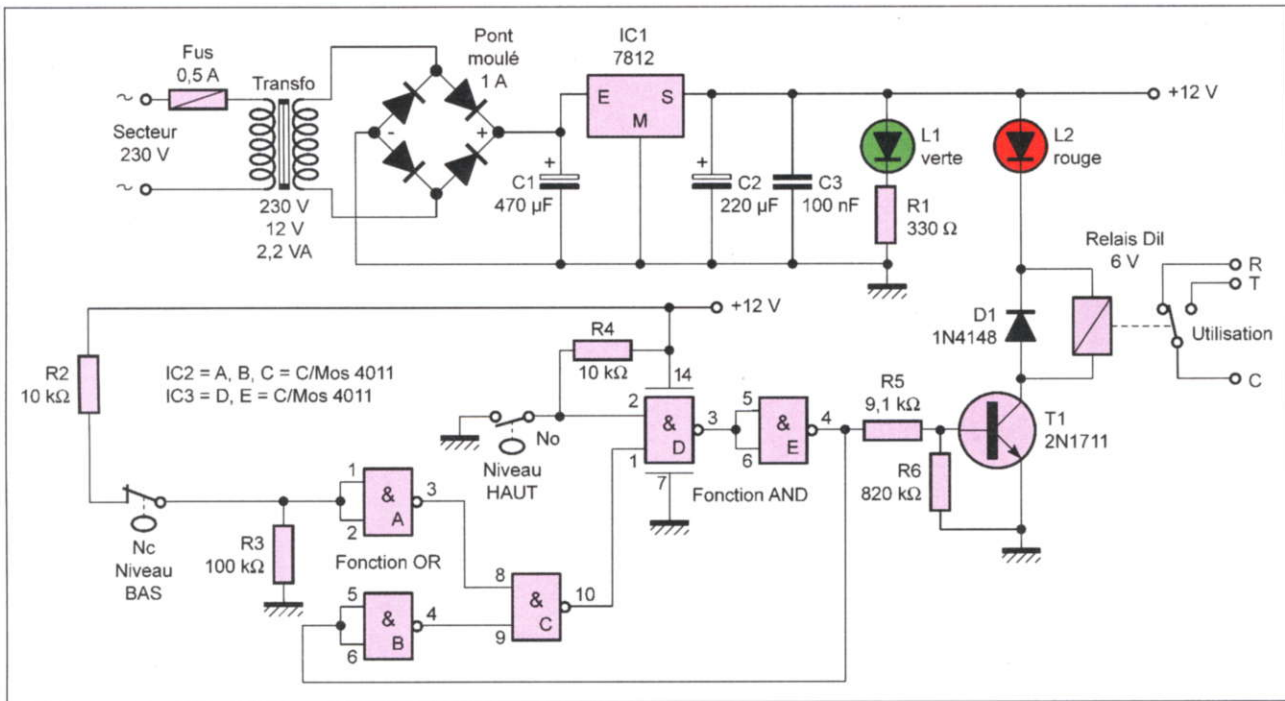 Fus
0,5 A
Transfo
Pont
moulé
1 A
IC1
7812
E
S
M
+12 V
~
Secteur
230 V
~
-
+
230 V
12 V
2,2 VA
+
C1
470 µF
+
C2
220 µF
C3
100 nF
L1
verte
L2
rouge
R1
330 Ω
Relais Dil
6 V
R
T
Utilisation
C
D1
1N4148
+12 V
R2
10 kΩ
IC2 = A, B, C = C/Mos 4011
IC3 = D, E = C/Mos 4011
R4
10 kΩ
14
2
&
D
3
1
7
5
&
E
4
6
No
Niveau
HAUT
Fonction AND
R5
9,1 kΩ
T1
2N1711
R6
820 kΩ
Nc
Niveau
BAS
R3
100 kΩ
1
&
A
3
2
Fonction OR
5
&
B
4
6
8
&
C
10
9